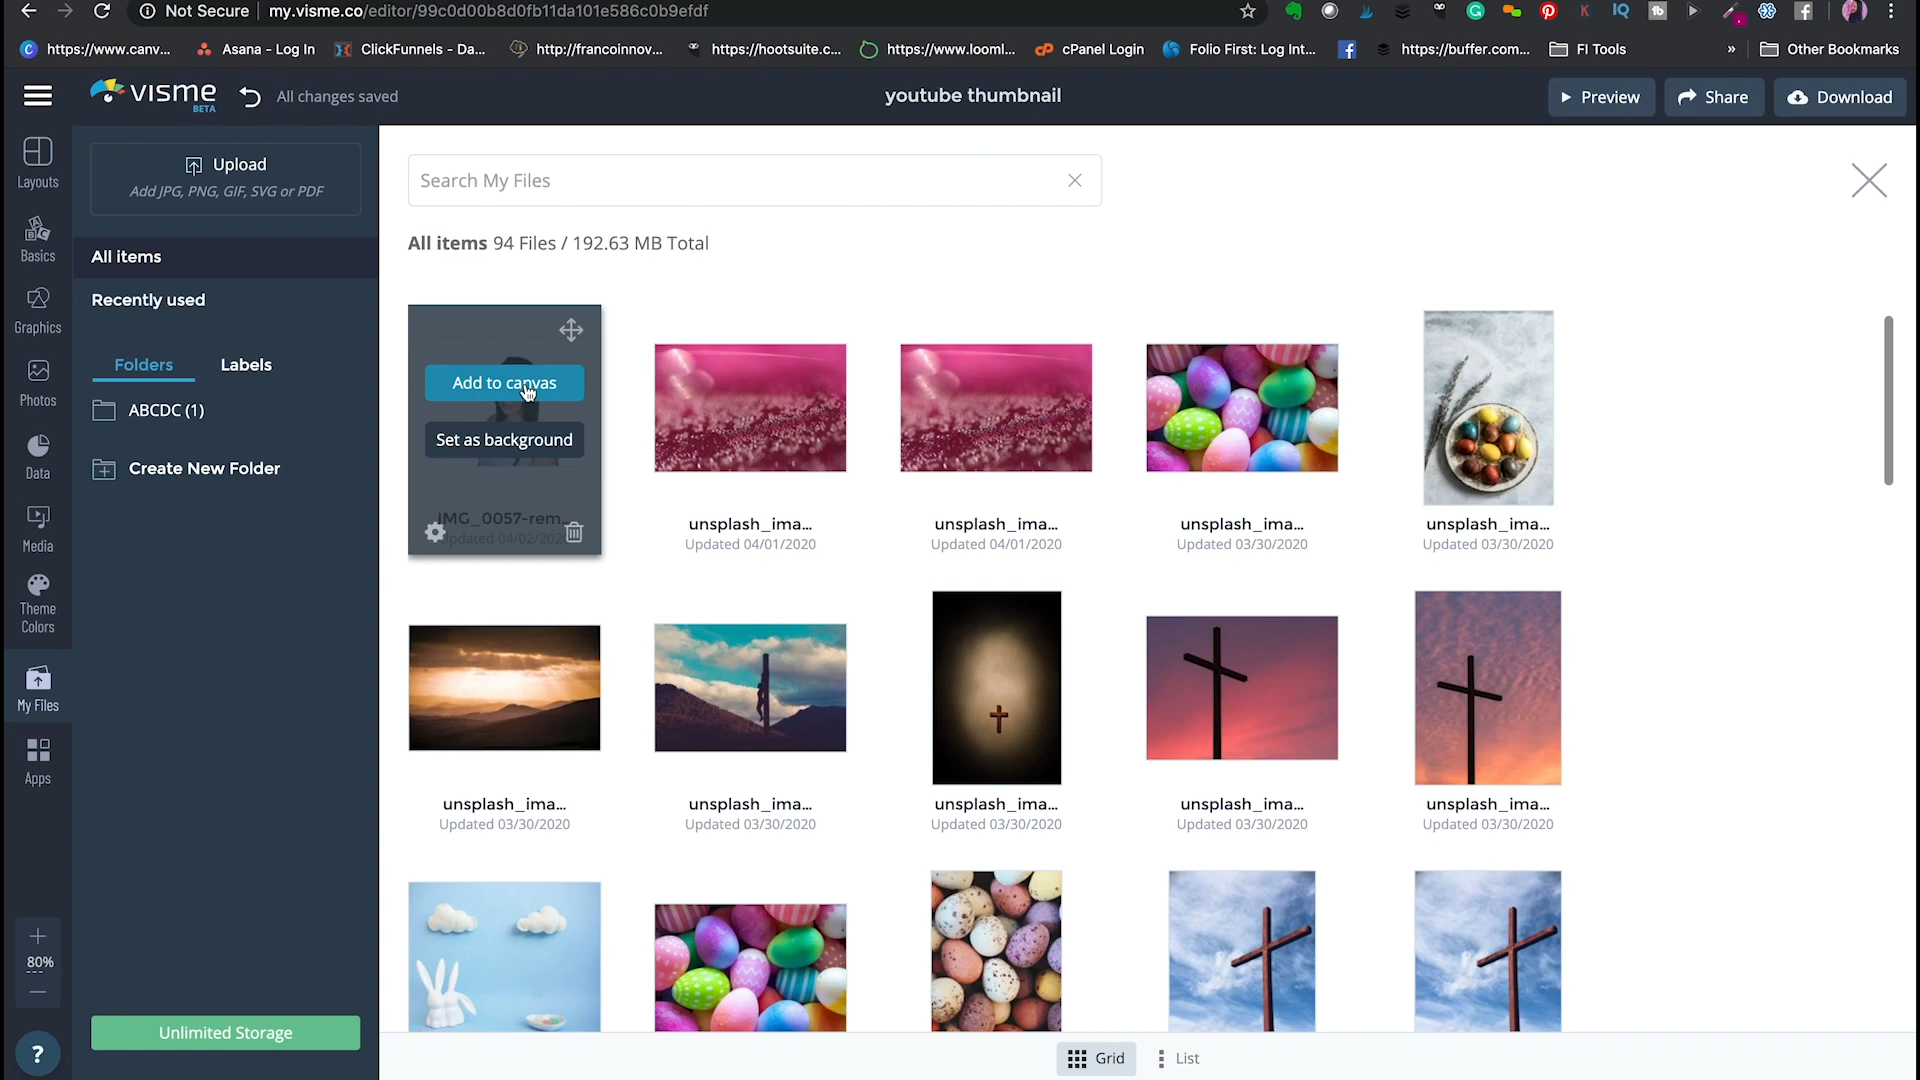 Not Secure my.visme.co/editor/99c0d00b8d0fb11da101e586c0b9efdf
https://www.canv... Asana - Log In ClickFunnels - Da... http://francoinnov... https://hootsuite.c... https://www.looml... cPanel Login Folio First: Log Int... https://buffer.com... FI Tools » Other Bookmarks
visme BETA All changes saved youtube thumbnail Preview Share Download
Layouts
Basics
Graphics
Photos
Data
Media
Theme
Colors
My Files
Apps
80%
?
Upload
Add JPG, PNG, GIF, SVG or PDF
All items
Recently used
Folders Labels
ABCDC (1)
Create New Folder
Unlimited Storage
Search My Files
All items 94 Files / 192.63 MB Total
Add to canvas
Set as background
IMG_0057-rem... unsplash_ima... unsplash_ima... unsplash_ima... unsplash_ima...
Updated 04/02/202 Updated 04/01/2020 Updated 04/01/2020 Updated 03/30/2020 Updated 03/30/2020
unsplash_ima... unsplash_ima... unsplash_ima... unsplash_ima... unsplash_ima...
Updated 03/30/2020 Updated 03/30/2020 Updated 03/30/2020 Updated 03/30/2020 Updated 03/30/2020
Grid List